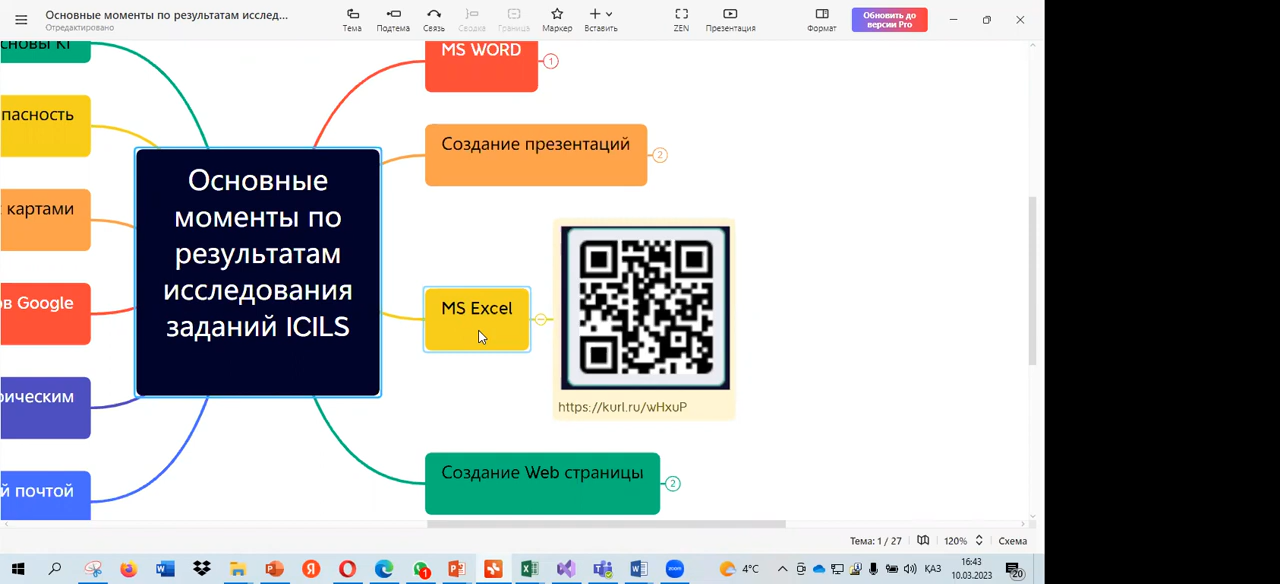 Основные моменты по результатам исслед...
Отредактировано
Тема
Подтема
Связь
Сводка
Граница
Маркер
Вставить
ZEN
Презентация
Формат
Обновить до
версии Pro
сновы КГ
пасность
с картами
ов Google
рическим
й почтой
Основные
моменты по
результатам
исследования
заданий ICILS
MS WORD
1
Создание презентаций
2
MS Excel
https://kurl.ru/wHxuP
Создание Web страницы
2
Тема: 1 / 27
120%
Схема
4°C
ҚАЗ
16:43
10.03.2023
20